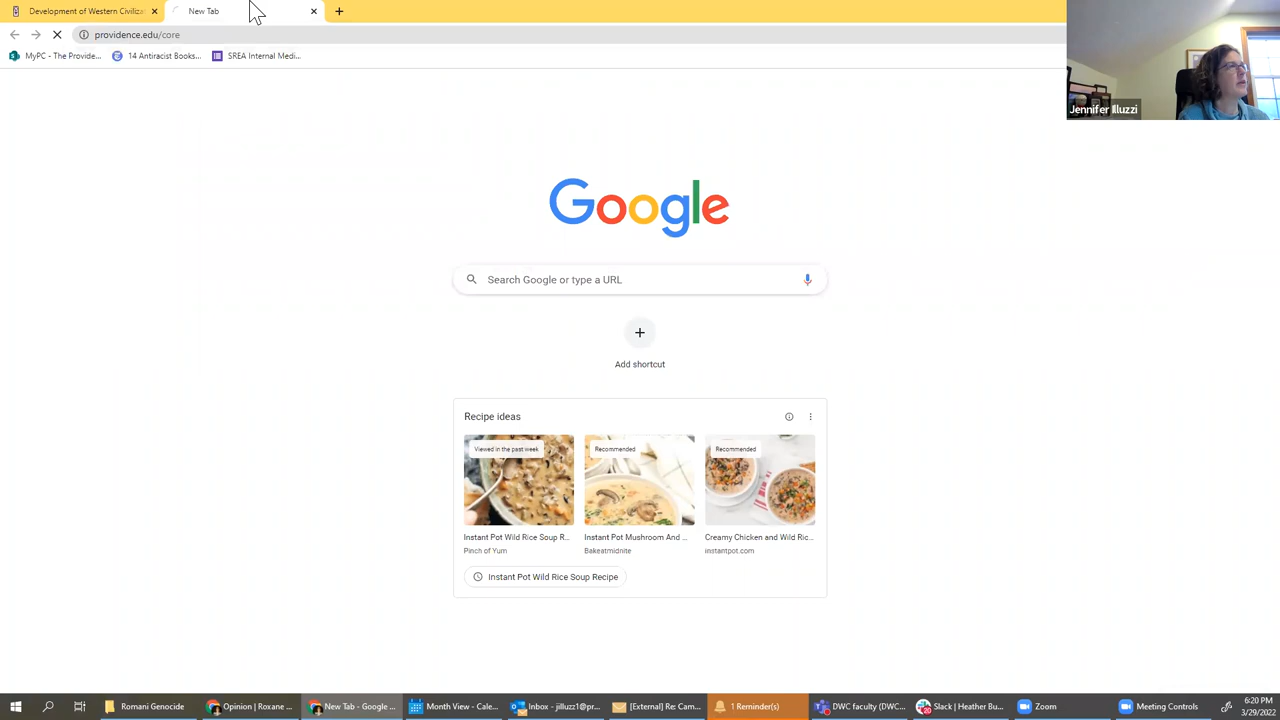 Development of Western Civiliza
New Tab
providence.edu/core
MyPC - The Provide...
14 Antiracist Books...
SREA Internal Medi...
Jennifer Illuzzi
Google
Search Google or type a URL
Add shortcut
Recipe ideas
Viewed in the past week
Recommended
Recommended
Instant Pot Wild Rice Soup R...
Instant Pot Mushroom And ...
Creamy Chicken and Wild Ric...
Pinch of Yum
Bakeatmidnite
instantpot.com
Instant Pot Wild Rice Soup Recipe
Romani Genocide
Opinion | Roxane ...
New Tab - Google ...
Month View - Cale...
Inbox - jilluzz1@pr...
[External] Re: Cam...
1 Reminder(s)
DWC faculty (DWC...
Slack | Heather Bu...
Zoom
Meeting Controls
6:20 PM
3/29/2022